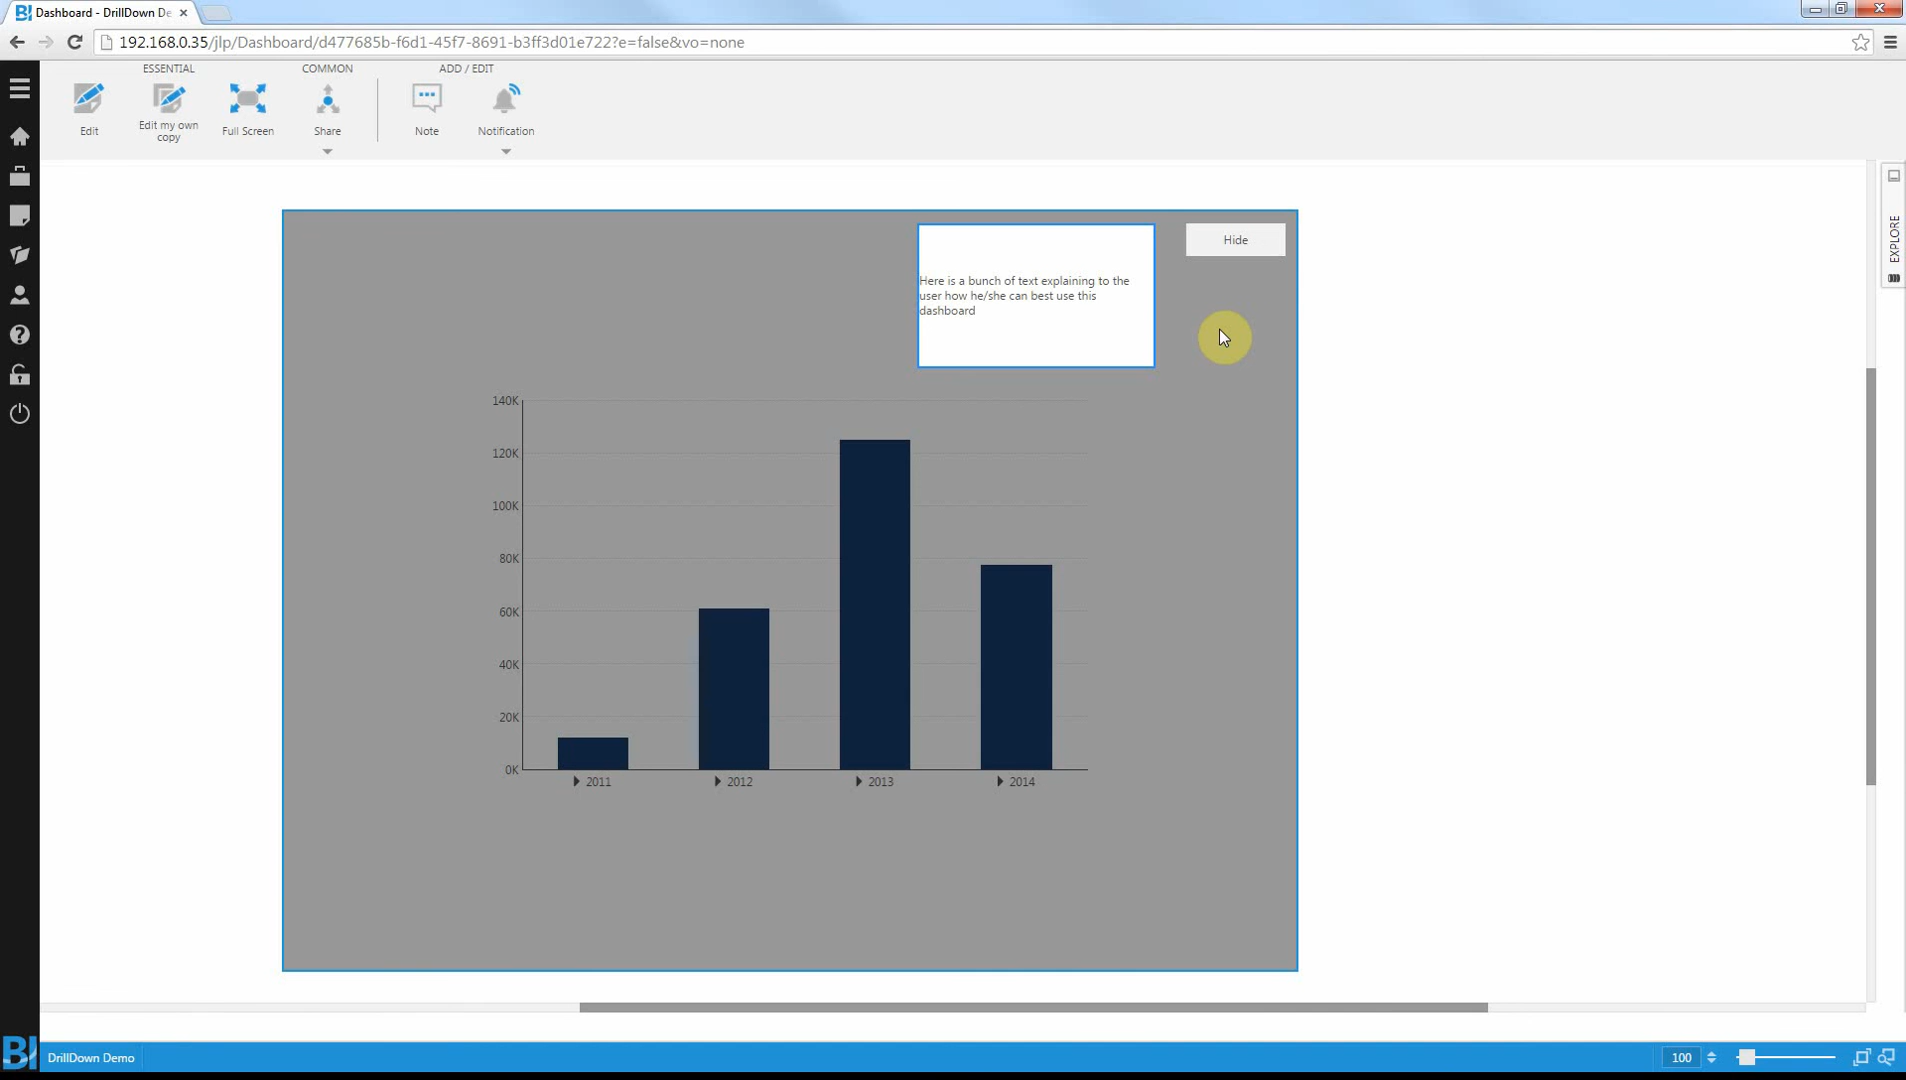 BI Dashboard - DrillDown De
192.168.0.35/jlp/Dashboard/d477685b-f6d1-45f7-8691-b3ff3d01e722?e=false&vo=none
ESSENTIAL
COMMON
ADD / EDIT
Edit
Edit my own
copy
Full Screen
Share
Note
Notification
EXPLORE
Hide
Here is a bunch of text explaining to the
user how he/she can best use this
dashboard
140K
120K
100K
80K
60K
40K
20K
0K
2011
2012
2013
2014
BI
DrillDown Demo
100